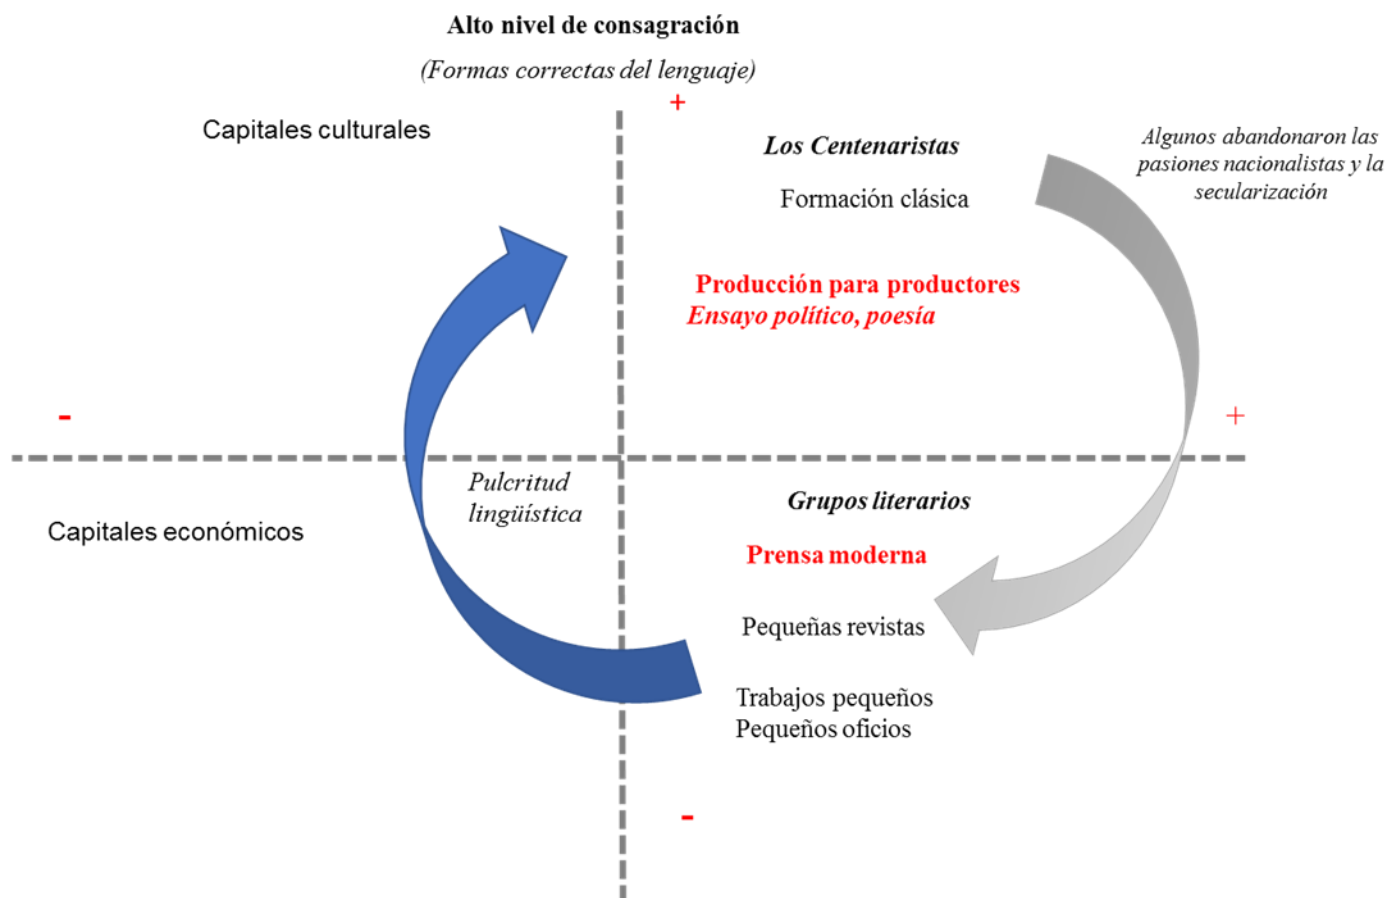 Alto nivel de consagración
(Formas correctas del lenguaje)
+
Capitales culturales
Los Centenaristas
Algunos abandonaron las
pasiones nacionalistas y la
secularización
Formación clásica
Producción para productores
Ensayo político, poesía
-
+
Pulcritud
lingüística
Grupos literarios
Capitales económicos
Prensa moderna
Pequeñas revistas
Trabajos pequeños
Pequeños oficios
-